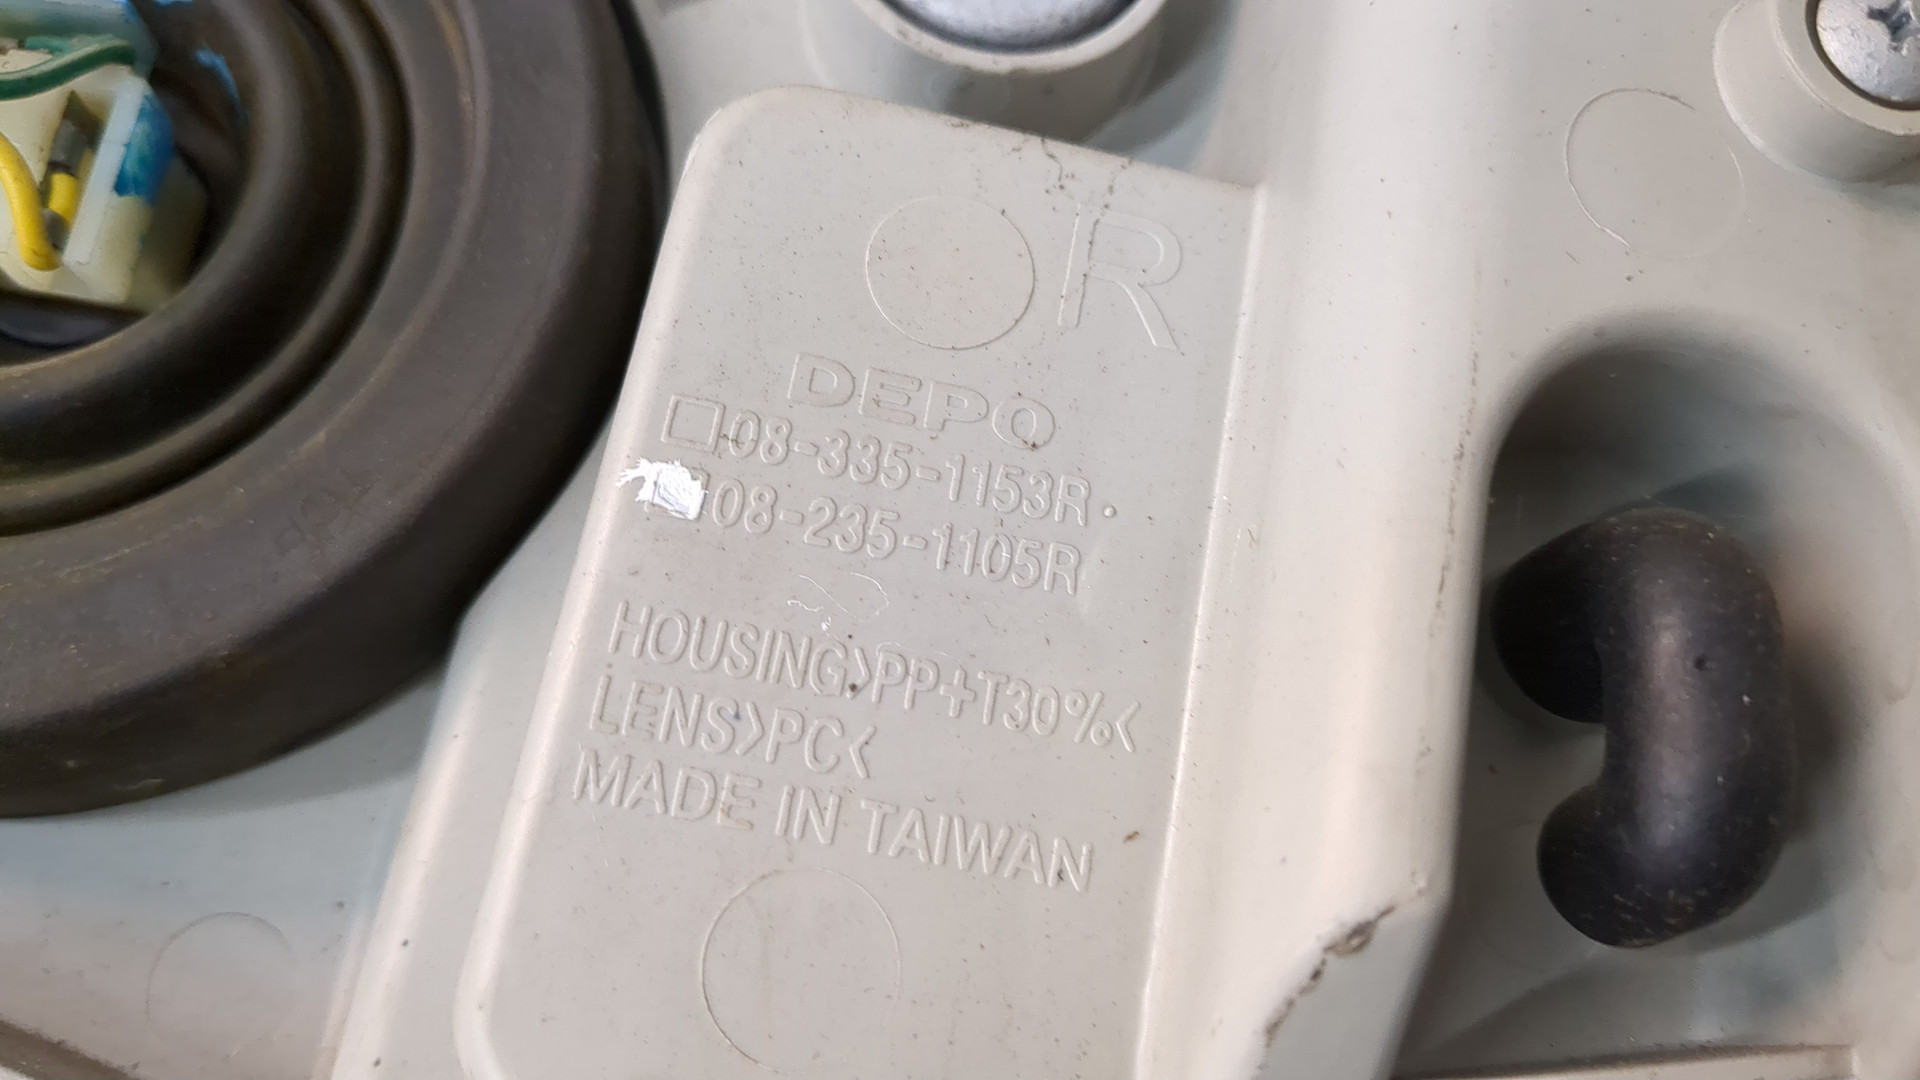 R
DEPO
□08-335-1153R
□08-235-1105R
HOUSING>PP+T30%<
LENS>PC<
MADE IN TAIWAN